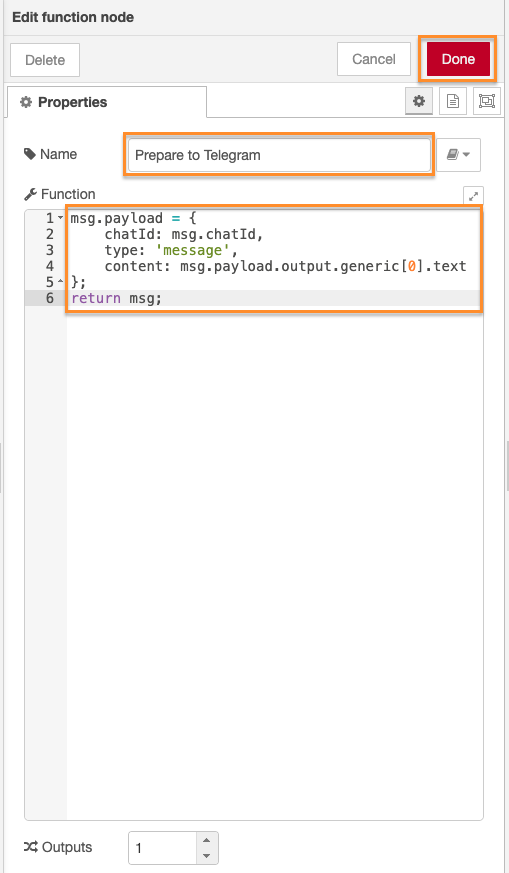 Edit function node
Delete
Cancel
Done
Properties
Name
Prepare to Telegram
Function
1 msg.payload = {
2     chatId: msg.chatId,
3     type: 'message',
4     content: msg.payload.output.generic[0].text
5 };
6 return msg;
Outputs
1